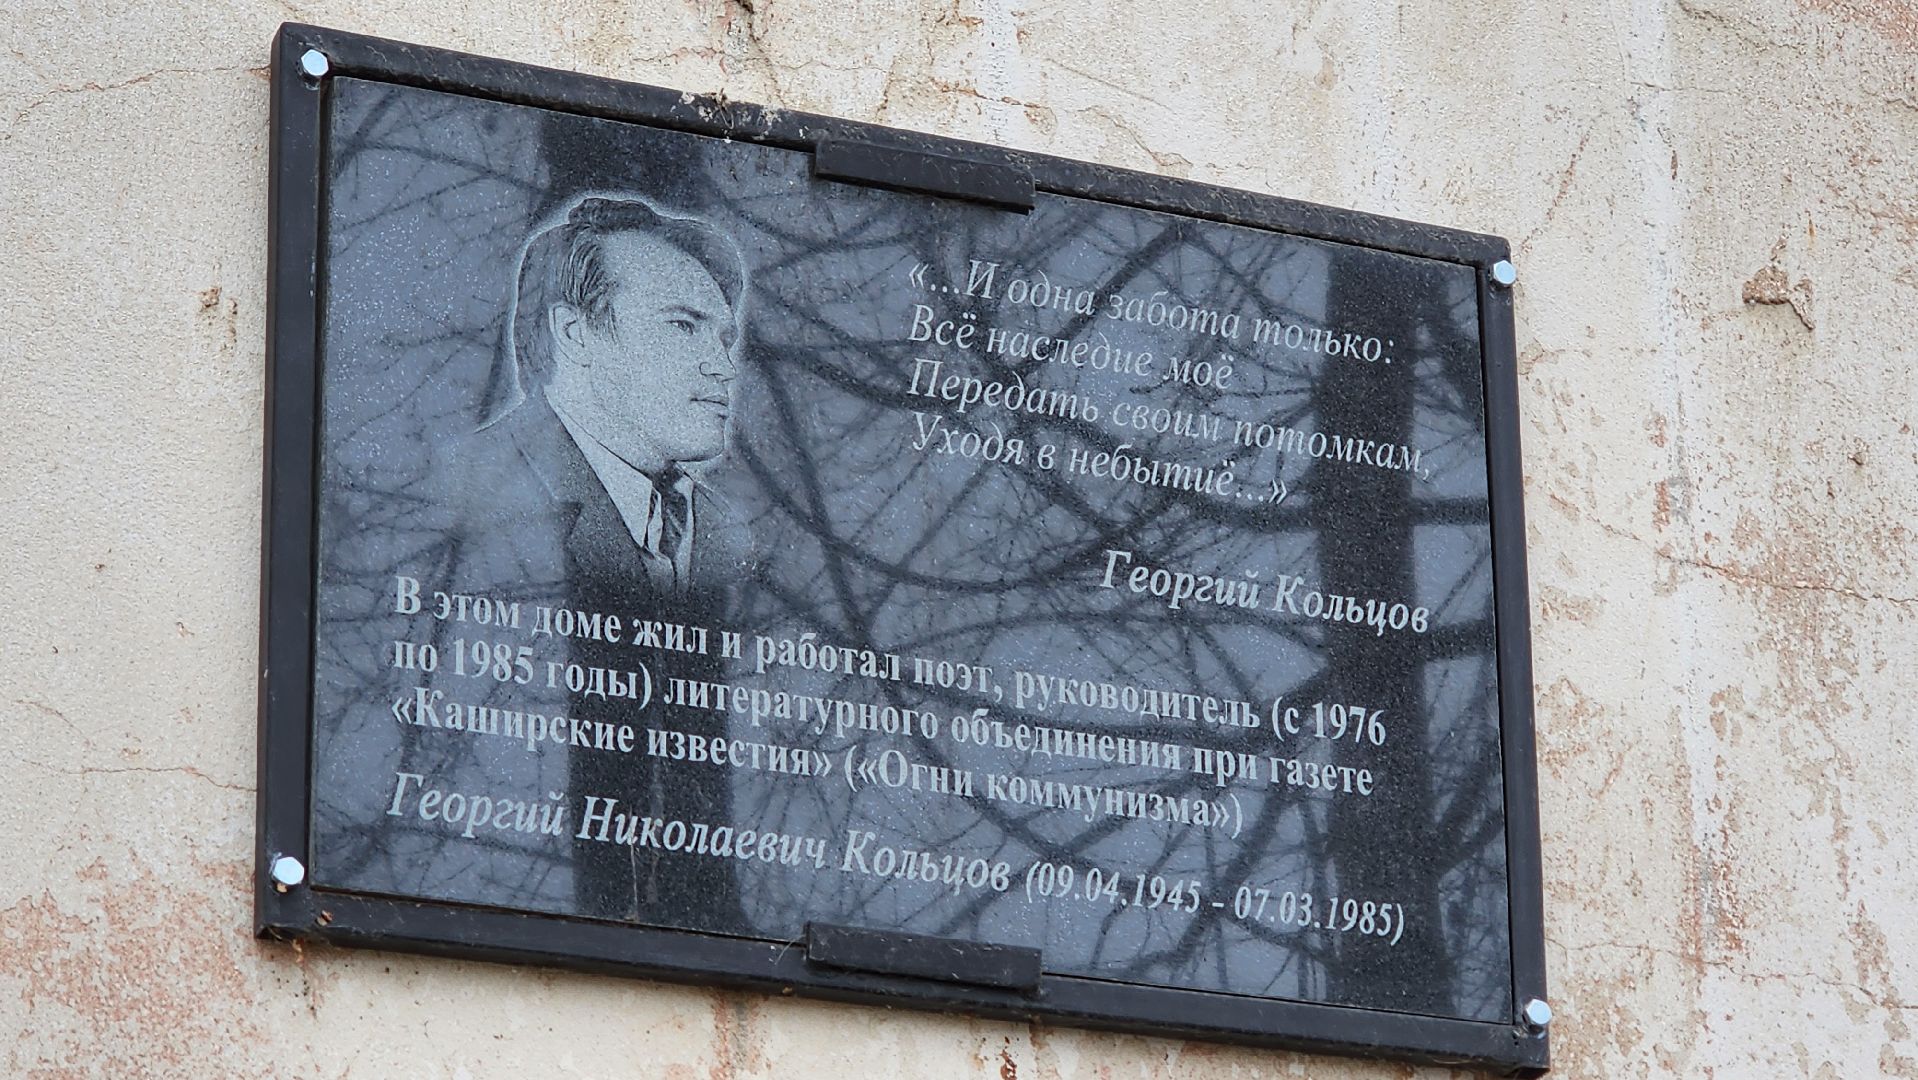 «...И одна забота только:
Всё наследие моё
Передать своим потомкам,
Уходя в небытиё...»
Георгий Кольцов
В этом доме жил и работал поэт, руководитель (с 1976
по 1985 годы) литературного объединения при газете
«Каширские известия» («Огни коммунизма»)
Георгий Николаевич Кольцов (09.04.1945 - 07.03.1985)